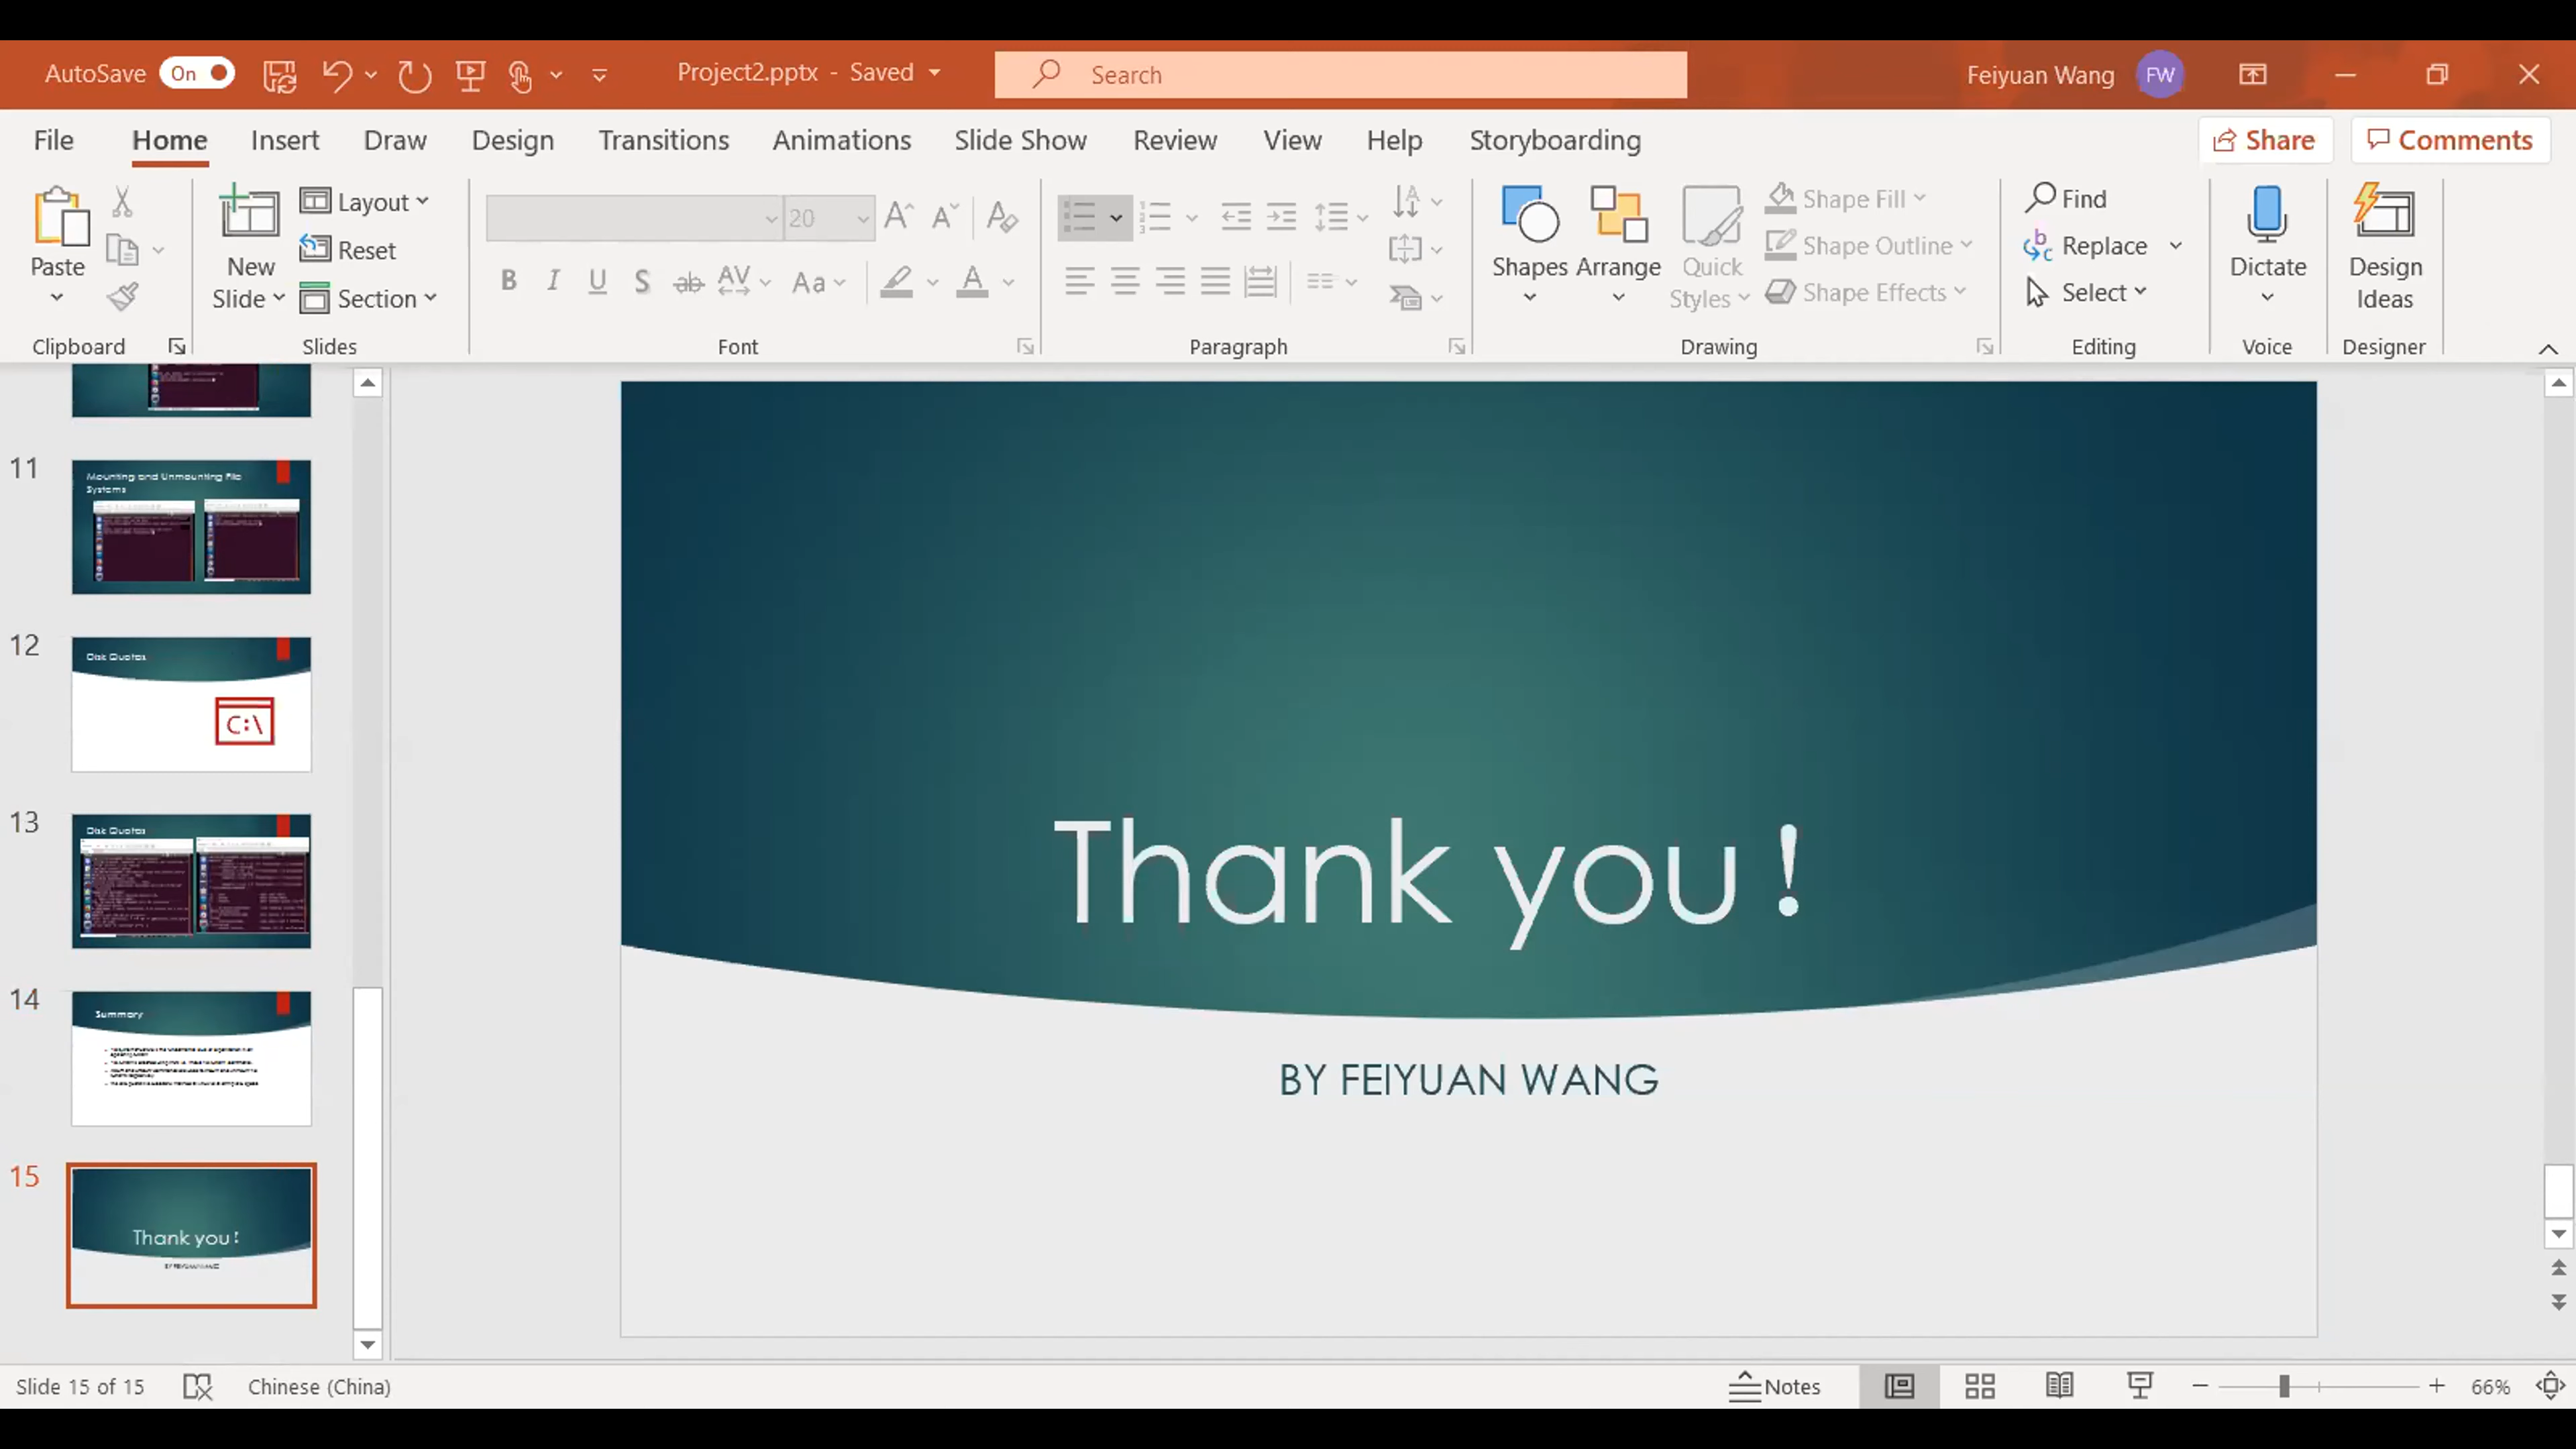 AutoSave On Project2.pptx - Saved Search Feiyuan Wang FW
File Home Insert Draw Design Transitions Animations Slide Show Review View Help Storyboarding Share Comments
Paste
New Slide
Layout
Reset
Section
20
B I U S ab AV Aa A
Shapes Arrange Quick Styles
Shape Fill
Shape Outline
Shape Effects
Find
Replace
Select
Dictate
Design Ideas
Clipboard Slides Font Paragraph Drawing Editing Voice Designer
11
Mounting and Unmounting File
Systems
12
Disk Quotas
C:\
13
Disk Quotas
14
Summary
15
Thank you!
BY FEIYUAN WANG
Thank you!
BY FEIYUAN WANG
Slide 15 of 15 Chinese (China) Notes 66%